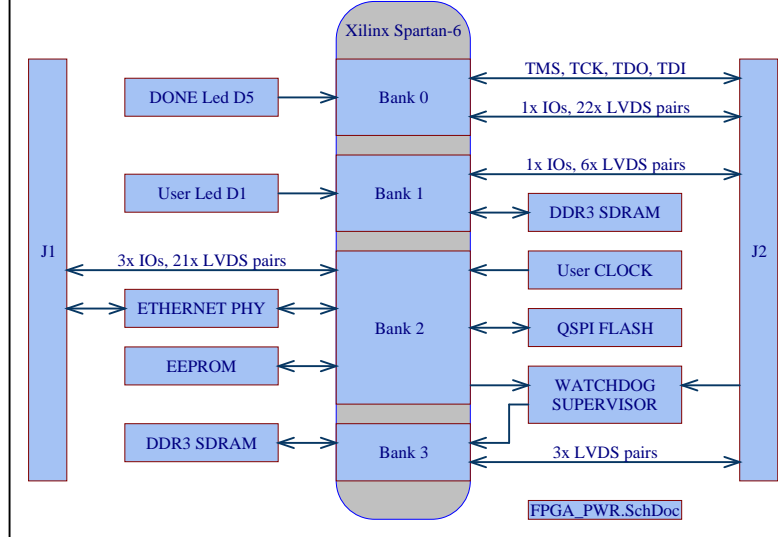 Xilinx Spartan-6
TMS, TCK, TDO, TDI
DONE Led D5
Bank 0
1x IOs, 22x LVDS pairs
1x IOs, 6x LVDS pairs
User Led D1
Bank 1
DDR3 SDRAM
J1
J2
3x IOs, 21x LVDS pairs
User CLOCK
ETHERNET PHY
Bank 2
QSPI FLASH
EEPROM
WATCHDOG
SUPERVISOR
DDR3 SDRAM
Bank 3
3x LVDS pairs
FPGA_PWR.SchDoc